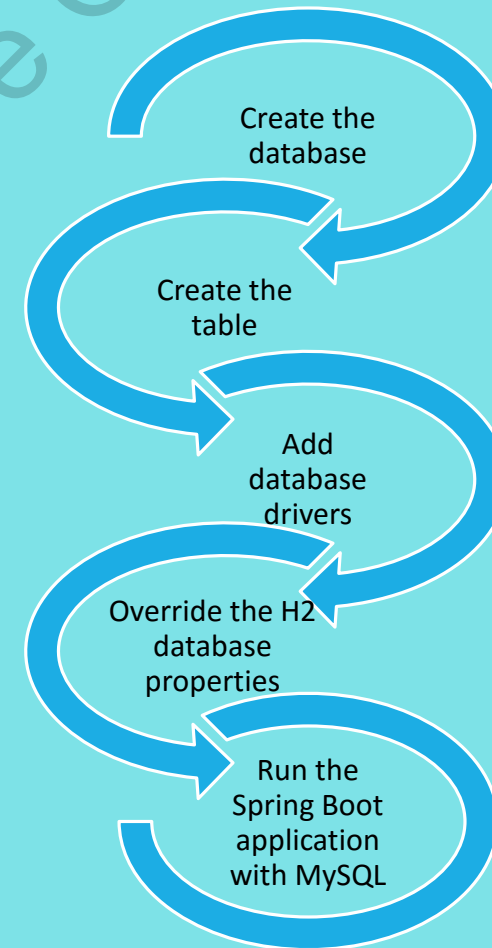 Create the
database
Create the
table
Add
database
drivers
Override the H2
database
properties
Run the
Spring Boot
application
with MySQL